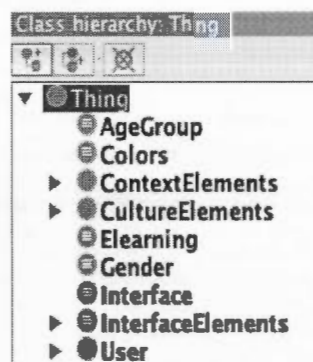 Class hierarchy: Thing
Thing
AgeGroup
Colors
ContextElements
CultureElements
Elearning
Gender
Interface
InterfaceElements
User